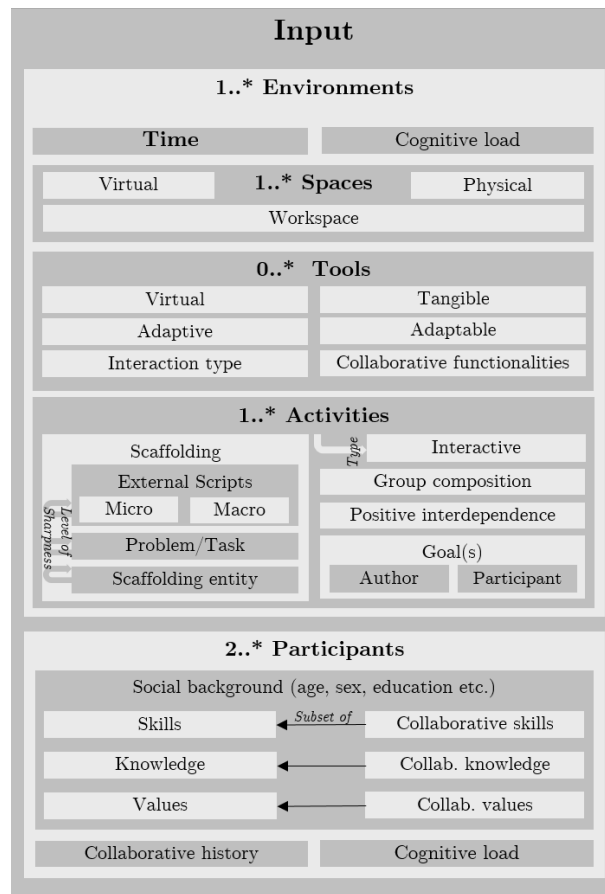 Input
1..* Environments
Time
Cognitive load
Virtual
1..* Spaces
Physical
Workspace
0..* Tools
Virtual
Tangible
Adaptive
Adaptable
Interaction type
Collaborative functionalities
1..* Activities
Scaffolding
External Scripts
Micro
Macro
Level of
Sharpness
Problem/Task
Scaffolding entity
Type
Interactive
Group composition
Positive interdependence
Goal(s)
Author
Participant
2..* Participants
Social background (age, sex, education etc.)
Skills
Subset of
Collaborative skills
Knowledge
Collab. knowledge
Values
Collab. values
Collaborative history
Cognitive load